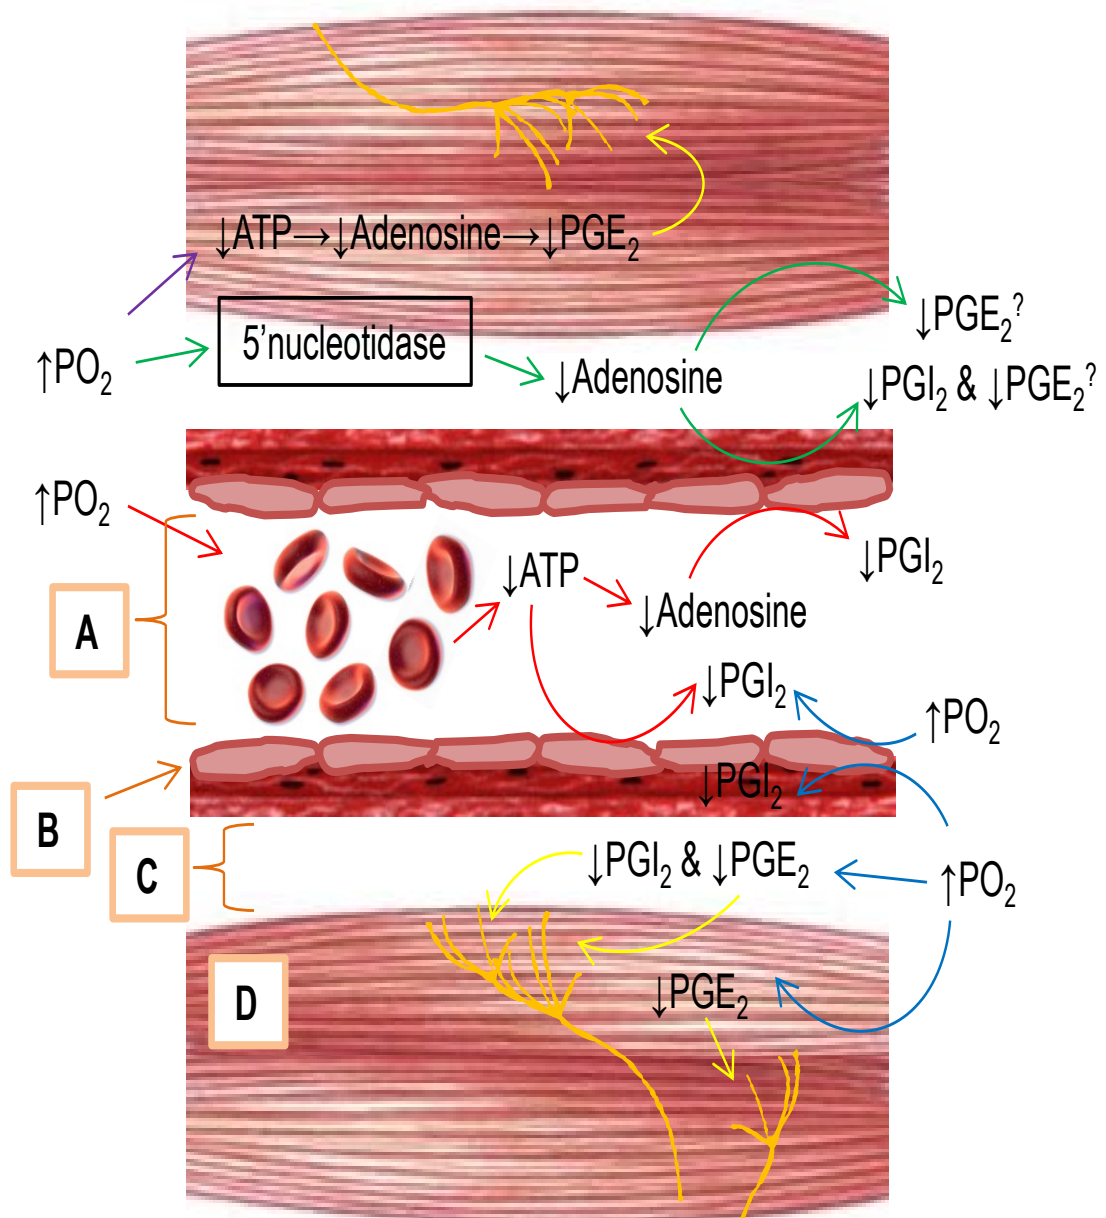 ↓ATP→↓Adenosine→↓PGE₂
↓PGE₂?
5'nucleotidase
↑PO₂
↓Adenosine
↓PGI₂ & ↓PGE₂?
↑PO₂
↓ATP
↓PGI₂
A
↓Adenosine
↓PGI₂
↑PO₂
↓PGI₂
B
C
↓PGI₂ & ↓PGE₂
↑PO₂
D
↓PGE₂